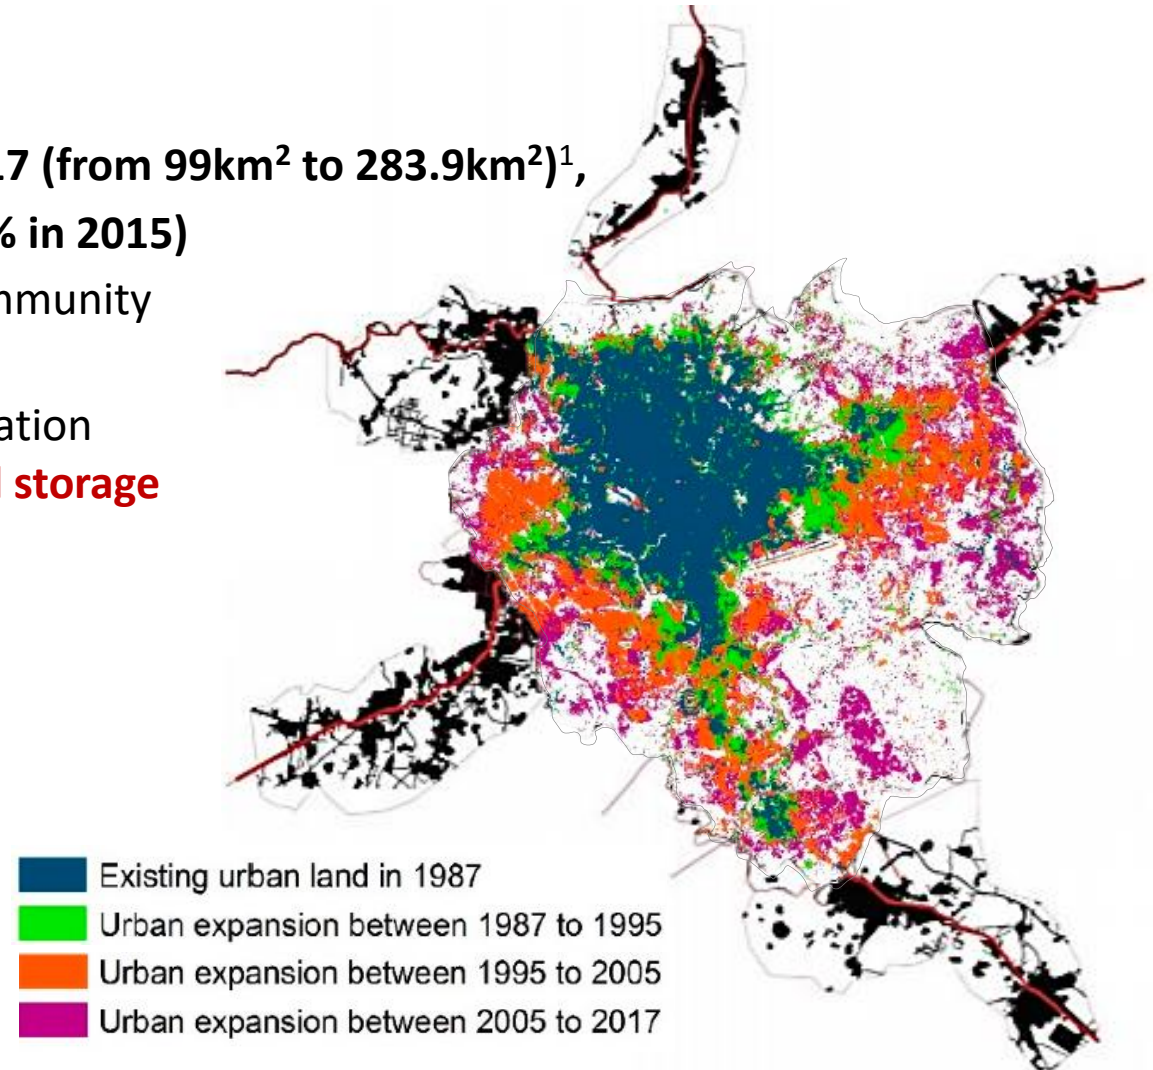 17 (from 99km² to 283.9km²)¹,
% in 2015)
mmunity
ation
storage
Existing urban land in 1987
Urban expansion between 1987 to 1995
Urban expansion between 1995 to 2005
Urban expansion between 2005 to 2017